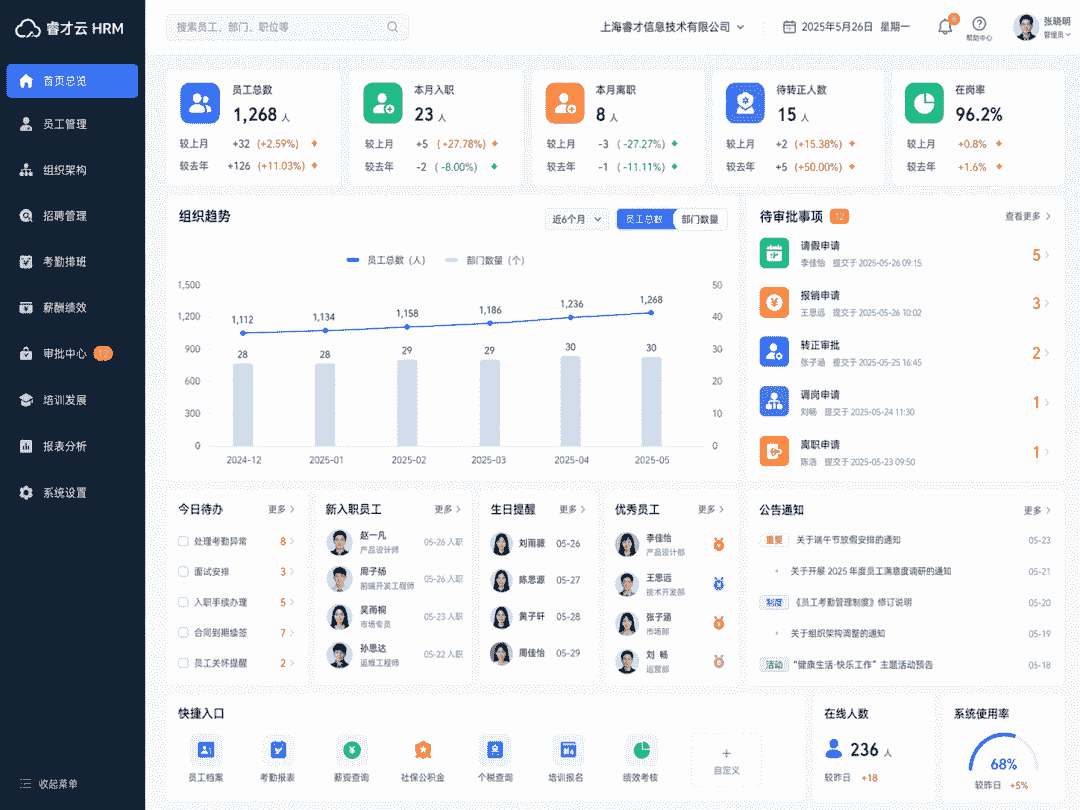 睿才云 HRM
搜索员工、部门、职位等
上海睿才信息技术有限公司
2025年5月26日 星期一
帮助中心
张晓明
管理员
首页总览
员工管理
组织架构
招聘管理
考勤排班
薪酬绩效
审批中心 12
培训发展
报表分析
系统设置
收起菜单
员工总数
1,268 人
较上月 +32 (+2.59%)
较去年 +126 (+11.03%)
本月入职
23 人
较上月 +5 (+27.78%)
较去年 -2 (-8.00%)
本月离职
8 人
较上月 -3 (-27.27%)
较去年 -1 (-11.11%)
待转正人数
15 人
较上月 +2 (+15.38%)
较去年 +5 (+50.00%)
在岗率
96.2%
较上月 +0.8%
较去年 +1.6%
组织趋势
近6个月
员工总数 部门数量
员工总数（人） 部门数量（个）
1,500
1,200
900
600
300
0
50
40
30
20
10
0
1,112 1,134 1,158 1,186 1,236 1,268
28 28 29 29 30 30
2024-12 2025-01 2025-02 2025-03 2025-04 2025-05
待审批事项 12 查看更多
请假申请
李佳怡 提交于 2025-05-26 09:15
5
报销申请
王思远 提交于 2025-05-26 10:02
3
转正审批
张子涵 提交于 2025-05-25 16:45
2
调岗申请
刘畅 提交于 2025-05-24 11:30
1
离职申请
陈浩 提交于 2025-05-23 09:50
1
今日待办 更多
处理考勤异常 8
面试安排 3
入职手续办理 5
合同到期续签 7
员工关怀提醒 2
新入职员工 更多
赵一凡
产品设计师
05-26 入职
周子扬
前端开发工程师
05-26 入职
吴雨桐
市场专员
05-23 入职
孙思达
运维工程师
05-22 入职
生日提醒 更多
刘雨薇 05-26
陈思源 05-27
黄子轩 05-28
周佳怡 05-29
优秀员工 更多
李佳怡
产品设计部
王思远
技术开发部
张子涵
市场部
刘 畅
运营部
公告通知 更多
重要 关于端午节放假安排的通知 05-23
关于开展 2025 年度员工满意度调研的通知 05-21
制度 《员工考勤管理制度》修订说明 05-20
关于组织架构调整的通知 05-19
活动 “健康生活·快乐工作”主题活动预告 05-18
快捷入口
员工档案
考勤报表
薪资查询
社保公积金
个税查询
培训报名
绩效考核
+
自定义
在线人数
236 人
较昨日 +18
系统使用率
68%
较昨日 +5%